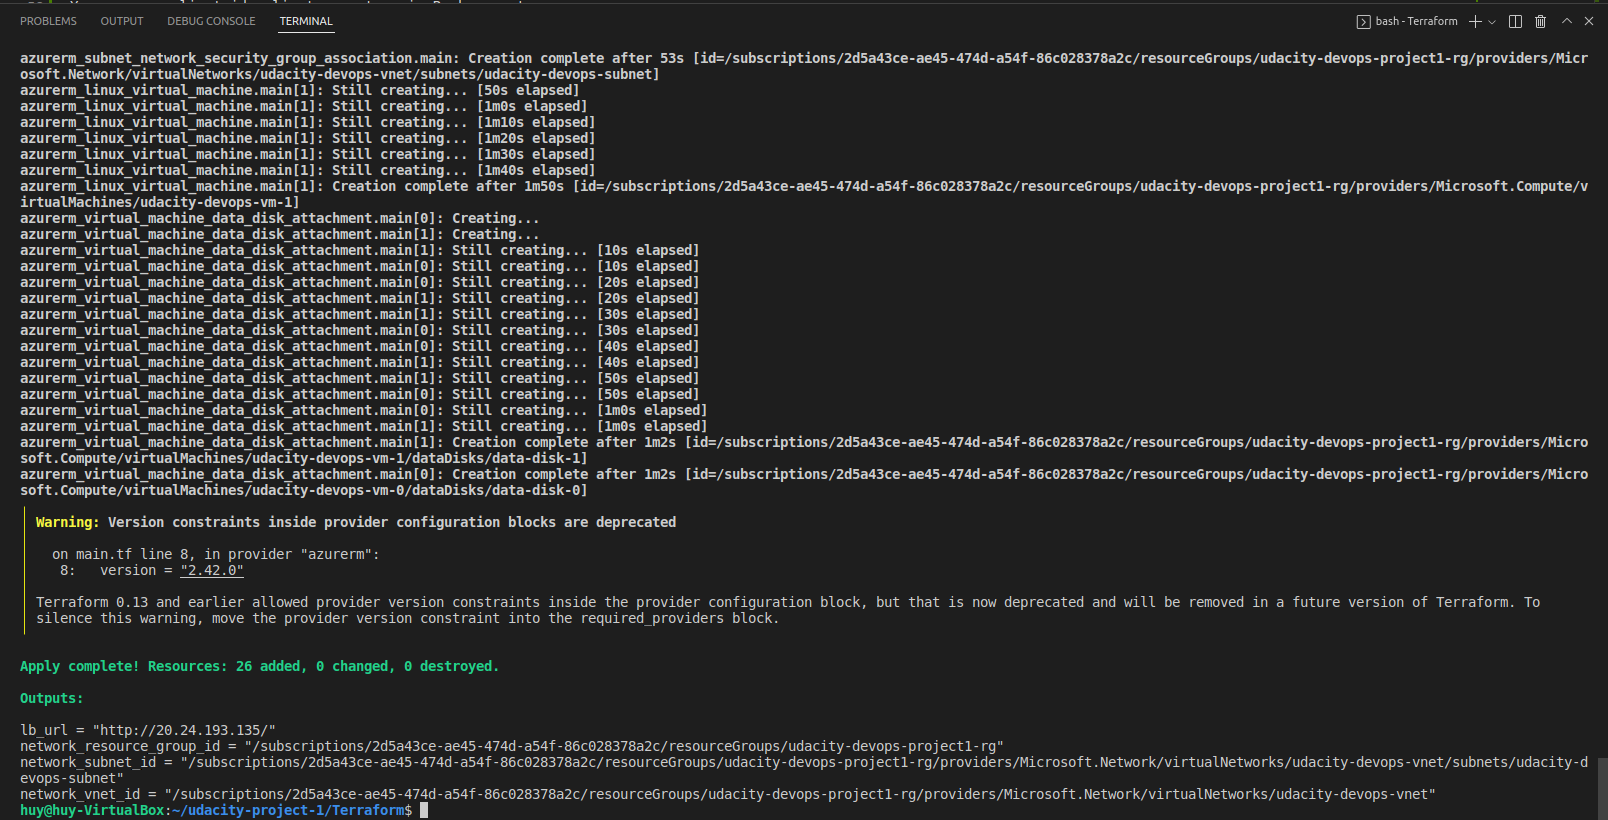 PROBLEMS OUTPUT DEBUG CONSOLE TERMINAL bash - Terraform
azurerm_subnet_network_security_group_association.main: Creation complete after 53s [id=/subscriptions/2d5a43ce-ae45-474d-a54f-86c028378a2c/resourceGroups/udacity-devops-project1-rg/providers/Micr
osoft.Network/virtualNetworks/udacity-devops-vnet/subnets/udacity-devops-subnet]
azurerm_linux_virtual_machine.main[1]: Still creating... [50s elapsed]
azurerm_linux_virtual_machine.main[1]: Still creating... [1m0s elapsed]
azurerm_linux_virtual_machine.main[1]: Still creating... [1m10s elapsed]
azurerm_linux_virtual_machine.main[1]: Still creating... [1m20s elapsed]
azurerm_linux_virtual_machine.main[1]: Still creating... [1m30s elapsed]
azurerm_linux_virtual_machine.main[1]: Still creating... [1m40s elapsed]
azurerm_linux_virtual_machine.main[1]: Creation complete after 1m50s [id=/subscriptions/2d5a43ce-ae45-474d-a54f-86c028378a2c/resourceGroups/udacity-devops-project1-rg/providers/Microsoft.Compute/v
irtualMachines/udacity-devops-vm-1]
azurerm_virtual_machine_data_disk_attachment.main[0]: Creating...
azurerm_virtual_machine_data_disk_attachment.main[1]: Creating...
azurerm_virtual_machine_data_disk_attachment.main[1]: Still creating... [10s elapsed]
azurerm_virtual_machine_data_disk_attachment.main[0]: Still creating... [10s elapsed]
azurerm_virtual_machine_data_disk_attachment.main[0]: Still creating... [20s elapsed]
azurerm_virtual_machine_data_disk_attachment.main[1]: Still creating... [20s elapsed]
azurerm_virtual_machine_data_disk_attachment.main[1]: Still creating... [30s elapsed]
azurerm_virtual_machine_data_disk_attachment.main[0]: Still creating... [30s elapsed]
azurerm_virtual_machine_data_disk_attachment.main[0]: Still creating... [40s elapsed]
azurerm_virtual_machine_data_disk_attachment.main[1]: Still creating... [40s elapsed]
azurerm_virtual_machine_data_disk_attachment.main[1]: Still creating... [50s elapsed]
azurerm_virtual_machine_data_disk_attachment.main[0]: Still creating... [50s elapsed]
azurerm_virtual_machine_data_disk_attachment.main[0]: Still creating... [1m0s elapsed]
azurerm_virtual_machine_data_disk_attachment.main[1]: Still creating... [1m0s elapsed]
azurerm_virtual_machine_data_disk_attachment.main[1]: Creation complete after 1m2s [id=/subscriptions/2d5a43ce-ae45-474d-a54f-86c028378a2c/resourceGroups/udacity-devops-project1-rg/providers/Micro
soft.Compute/virtualMachines/udacity-devops-vm-1/dataDisks/data-disk-1]
azurerm_virtual_machine_data_disk_attachment.main[0]: Creation complete after 1m2s [id=/subscriptions/2d5a43ce-ae45-474d-a54f-86c028378a2c/resourceGroups/udacity-devops-project1-rg/providers/Micro
soft.Compute/virtualMachines/udacity-devops-vm-0/dataDisks/data-disk-0]
Warning: Version constraints inside provider configuration blocks are deprecated
on main.tf line 8, in provider "azurerm":
8: version = "2.42.0"
Terraform 0.13 and earlier allowed provider version constraints inside the provider configuration block, but that is now deprecated and will be removed in a future version of Terraform. To
silence this warning, move the provider version constraint into the required_providers block.
Apply complete! Resources: 26 added, 0 changed, 0 destroyed.
Outputs:
lb_url = "http://20.24.193.135/"
network_resource_group_id = "/subscriptions/2d5a43ce-ae45-474d-a54f-86c028378a2c/resourceGroups/udacity-devops-project1-rg"
network_subnet_id = "/subscriptions/2d5a43ce-ae45-474d-a54f-86c028378a2c/resourceGroups/udacity-devops-project1-rg/providers/Microsoft.Network/virtualNetworks/udacity-devops-vnet/subnets/udacity-d
evops-subnet"
network_vnet_id = "/subscriptions/2d5a43ce-ae45-474d-a54f-86c028378a2c/resourceGroups/udacity-devops-project1-rg/providers/Microsoft.Network/virtualNetworks/udacity-devops-vnet"
huy@huy-VirtualBox:~/udacity-project-1/Terraform$